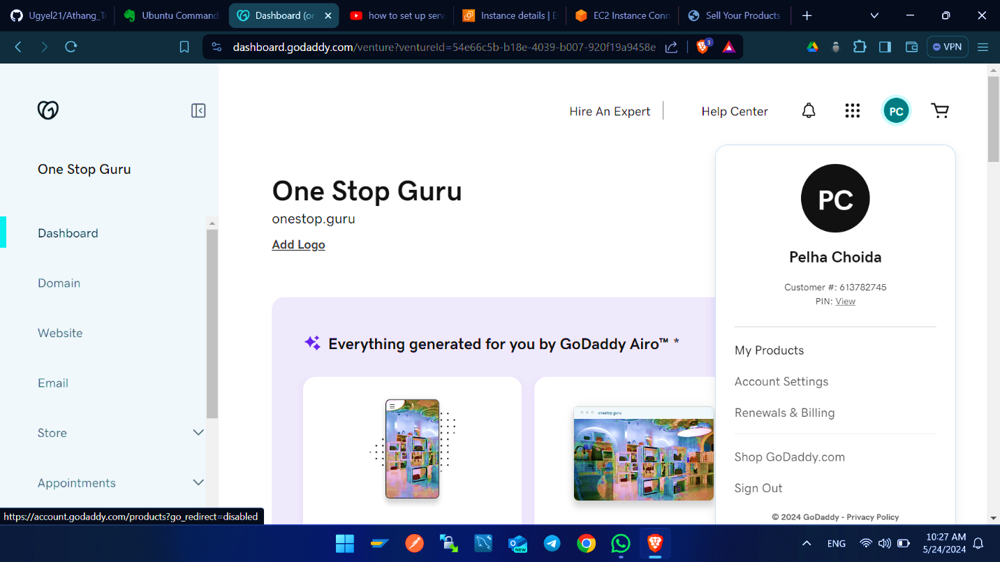 Ugyel21/Athang_Tr
Ubuntu Command
Dashboard (or
how to set up serv
Instance details | E
EC2 Instance Conn
Sell Your Products
dashboard.godaddy.com/venture?ventureId=54e66c5b-b18e-4039-b007-920f19a9458e
3
VPN
One Stop Guru
Dashboard
Domain
Website
Email
Store
Appointments
https://account.godaddy.com/products?go_redirect=disabled
Hire An Expert
Help Center
PC
One Stop Guru
onestop.guru
Add Logo
Everything generated for you by GoDaddy Airo™ *
onestop.guru
PC
Pelha Choida
Customer #: 613782745
PIN: View
My Products
Account Settings
Renewals & Billing
Shop GoDaddy.com
Sign Out
© 2024 GoDaddy - Privacy Policy
NEW
ENG
10:27 AM
5/24/2024